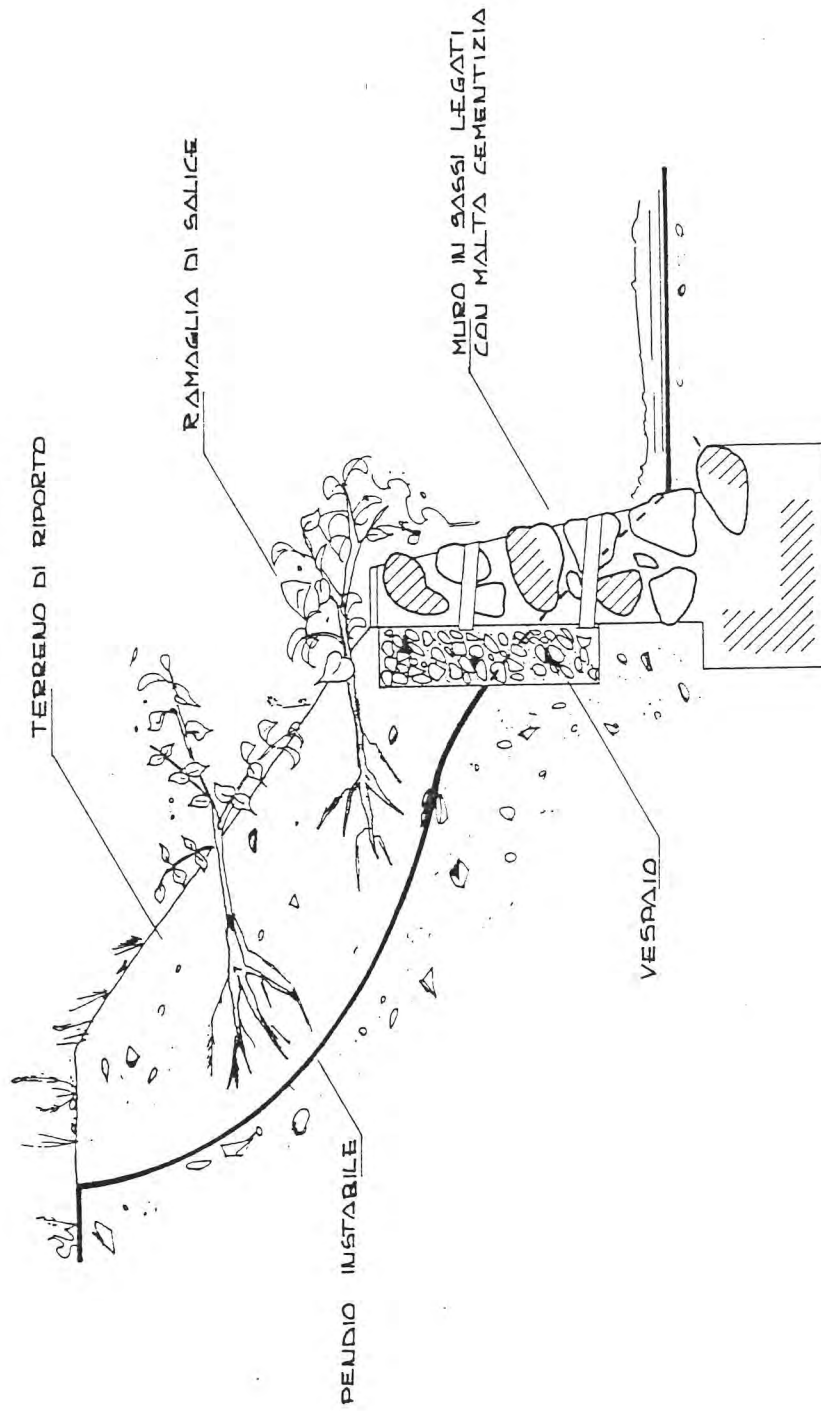 TERRENO DI RIPORTO
RAMAGLIA DI SALICE
MURO IN SASSI LEGATI
CON MALTA CEMENTIZIA
PENDIO INSTABILE
VESPAIO